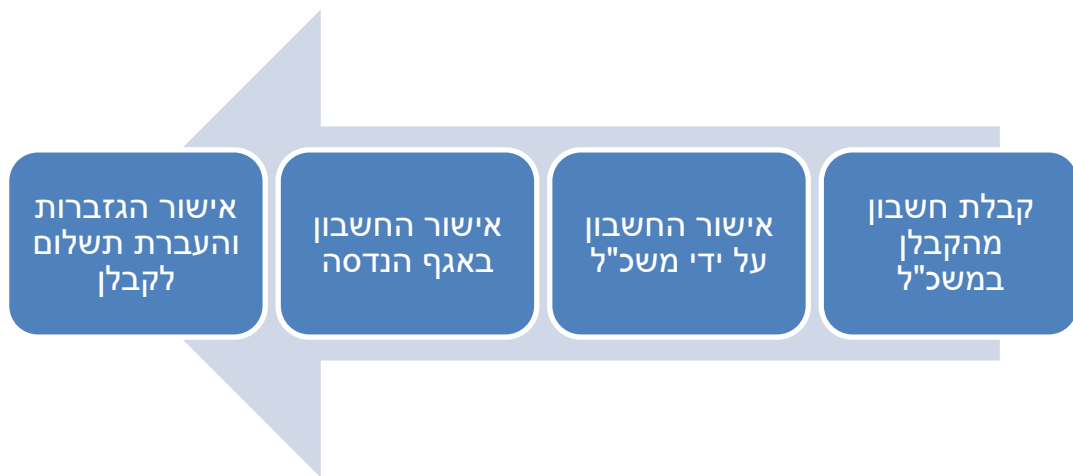 קבלת חשבון
מהקבלן
במשכ"ל
אישור החשבון
על ידי משכ"ל
אישור החשבון
באגף הנדסה
אישור הגזברות
והעברת תשלום
לקבלן